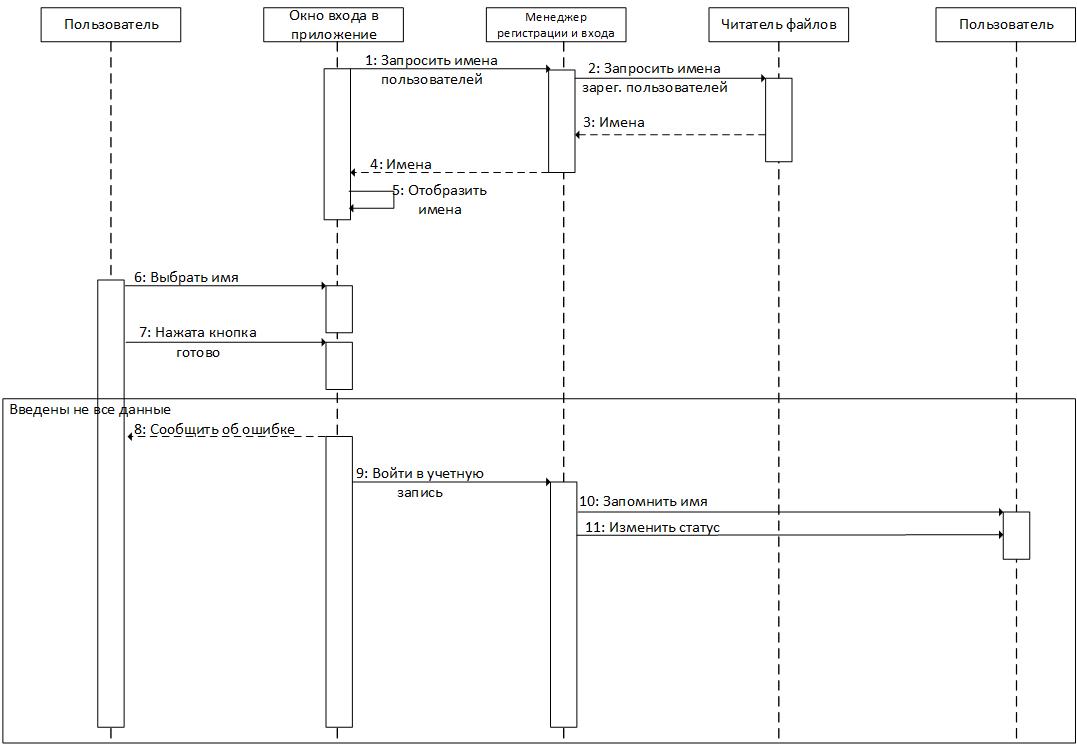 Пользователь
Окно входа в
приложение
Менеджер
регистрации и входа
Читатель файлов
Пользователь
1: Запросить имена
пользователей
2: Запросить имена
зарег. пользователей
3: Имена
4: Имена
5: Отобразить
имена
6: Выбрать имя
7: Нажата кнопка
готово
Введены не все данные
8: Сообщить об ошибке
9: Войти в учетную
запись
10: Запомнить имя
11: Изменить статус